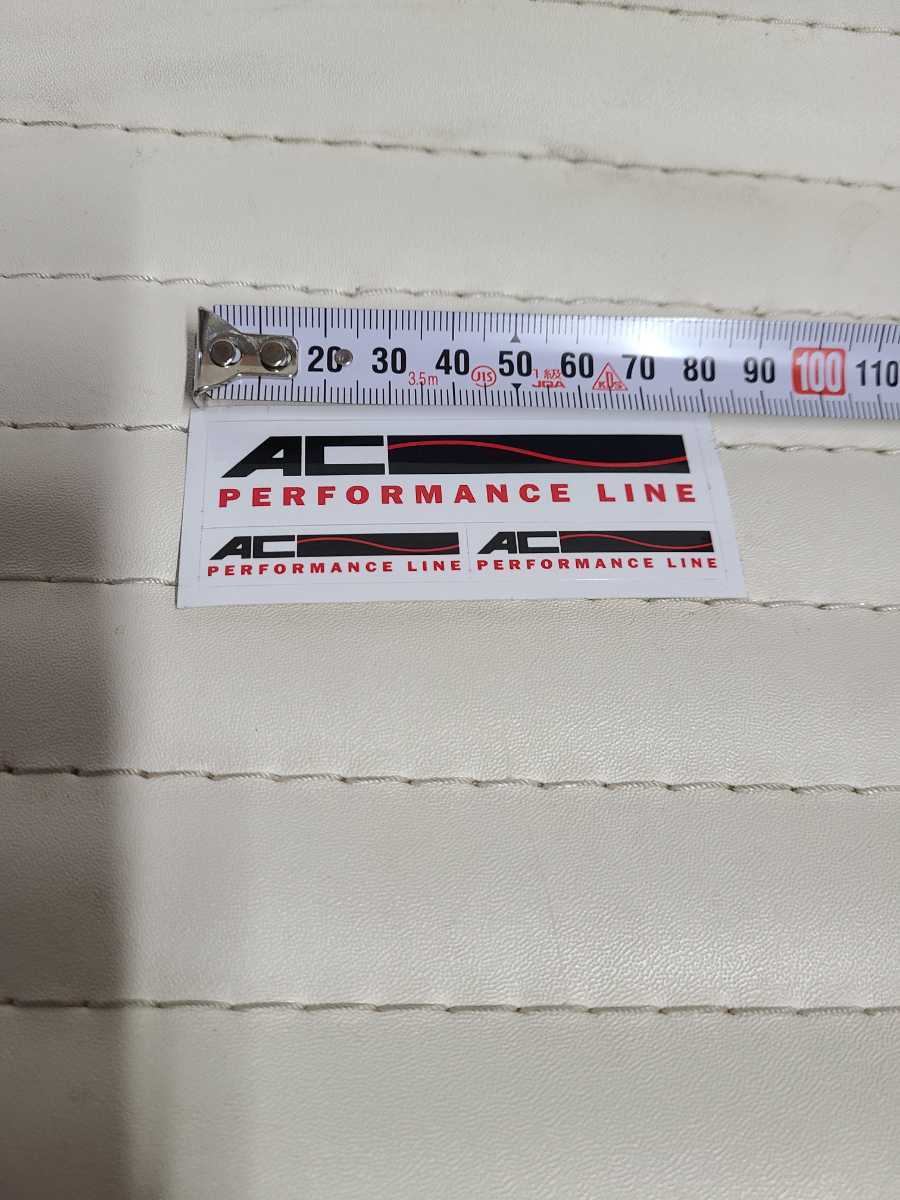 20 30 40 50 60 70 80 90 100 110
3.5m JIS 1級 KDS
AC
PERFORMANCE LINE
AC AC
PERFORMANCE LINE PERFORMANCE LINE